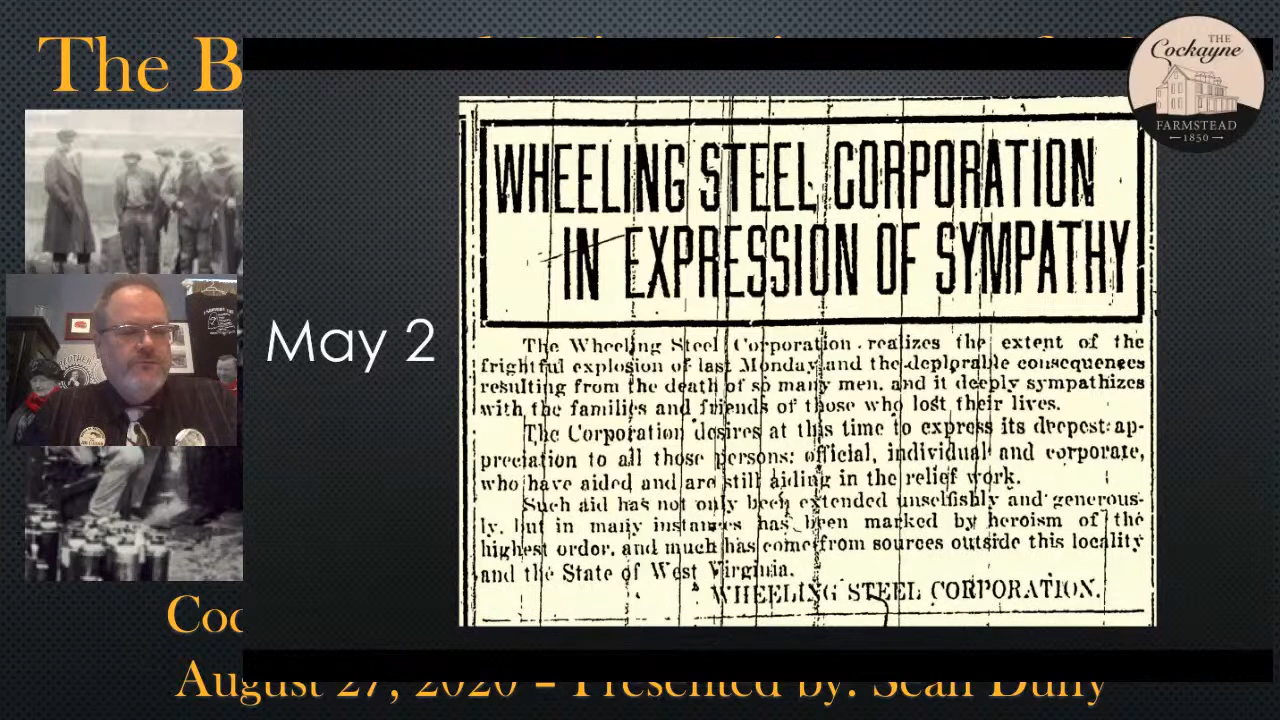 The B
THE
Cockayne
FARMSTEAD
1850
May 2
WHEELING STEEL CORPORATION
IN EXPRESSION OF SYMPATHY
The Wheeling Steel Corporation realizes the extent of the
frightful explosion of last Monday and the deplorable consequences
resulting from the death of so many men, and it deeply sympathizes
with the families and friends of those who lost their lives.
The Corporation desires at this time to express its deepest ap-
preciation to all those persons; official, individual and corporate,
who have aided and are still aiding in the relief work.
Such aid has not only been extended unselfishly and generous-
ly, but in many instances has been marked by heroism of the
highest order, and much has come from sources outside this locality
and the State of West Virginia.
WHEELING STEEL CORPORATION.
Coc
August 27, 2020 – Presented by: Sean Duffy